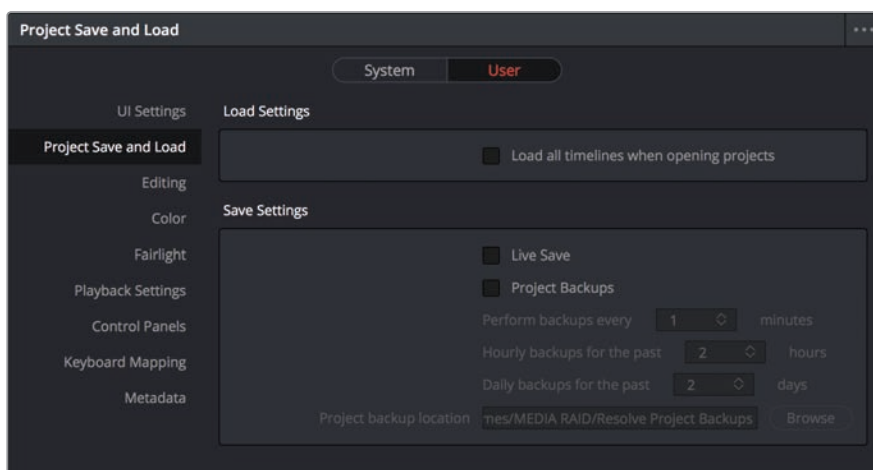 Project Save and Load
System User
UI Settings
Load Settings
Project Save and Load
Load all timelines when opening projects
Editing
Save Settings
Color
Fairlight
Live Save
Playback Settings
Project Backups
Control Panels
Perform backups every 1 minutes
Keyboard Mapping
Hourly backups for the past 2 hours
Metadata
Daily backups for the past 2 days
Project backup location nes/MEDIA RAID/Resolve Project Backups Browse